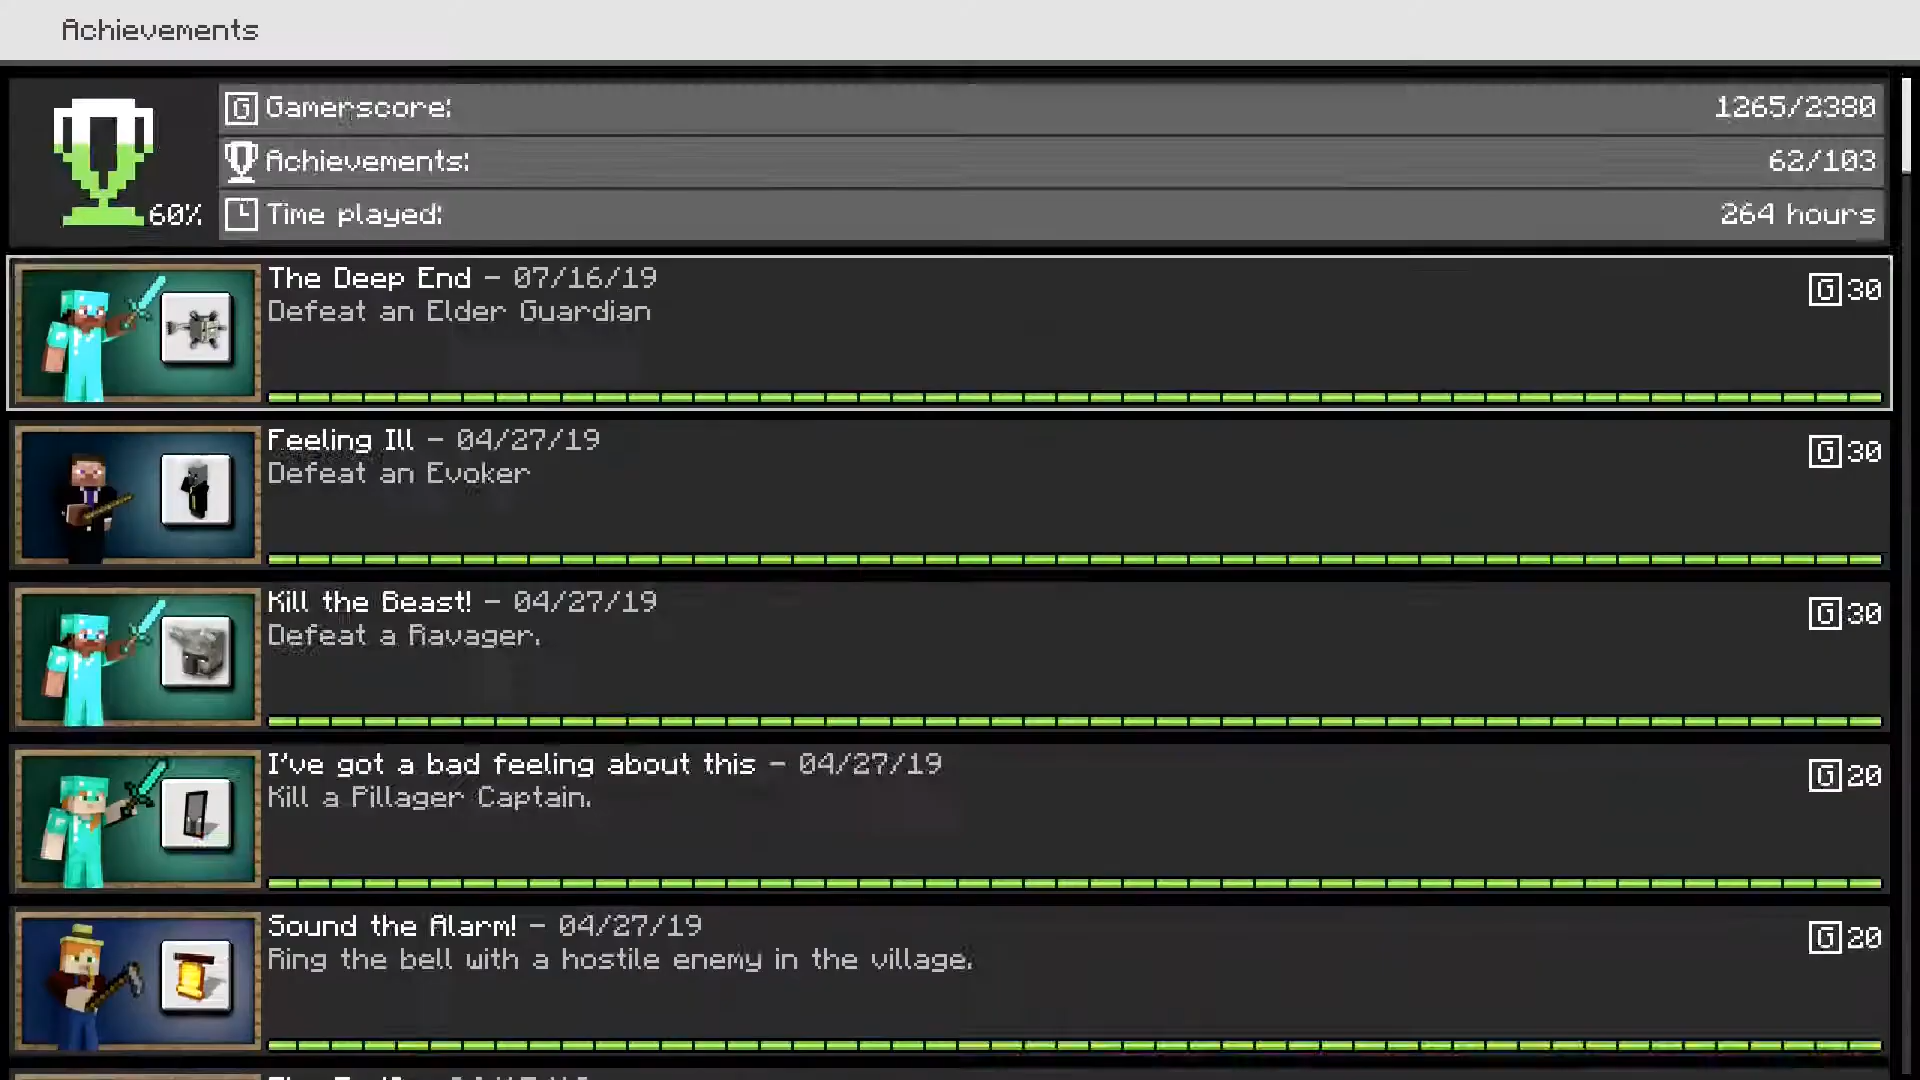 Achievements
Gamerscore:
1265/2380
Achievements:
62/103
60%
Time played:
264 hours
The Deep End - 07/16/19
G 30
Defeat an Elder Guardian
Feeling Ill - 04/27/19
G 30
Defeat an Evoker
Kill the Beast! - 04/27/19
G 30
Defeat a Ravager.
I've got a bad feeling about this - 04/27/19
G 20
Kill a Pillager Captain.
Sound the Alarm! - 04/27/19
G 20
Ring the bell with a hostile enemy in the village.